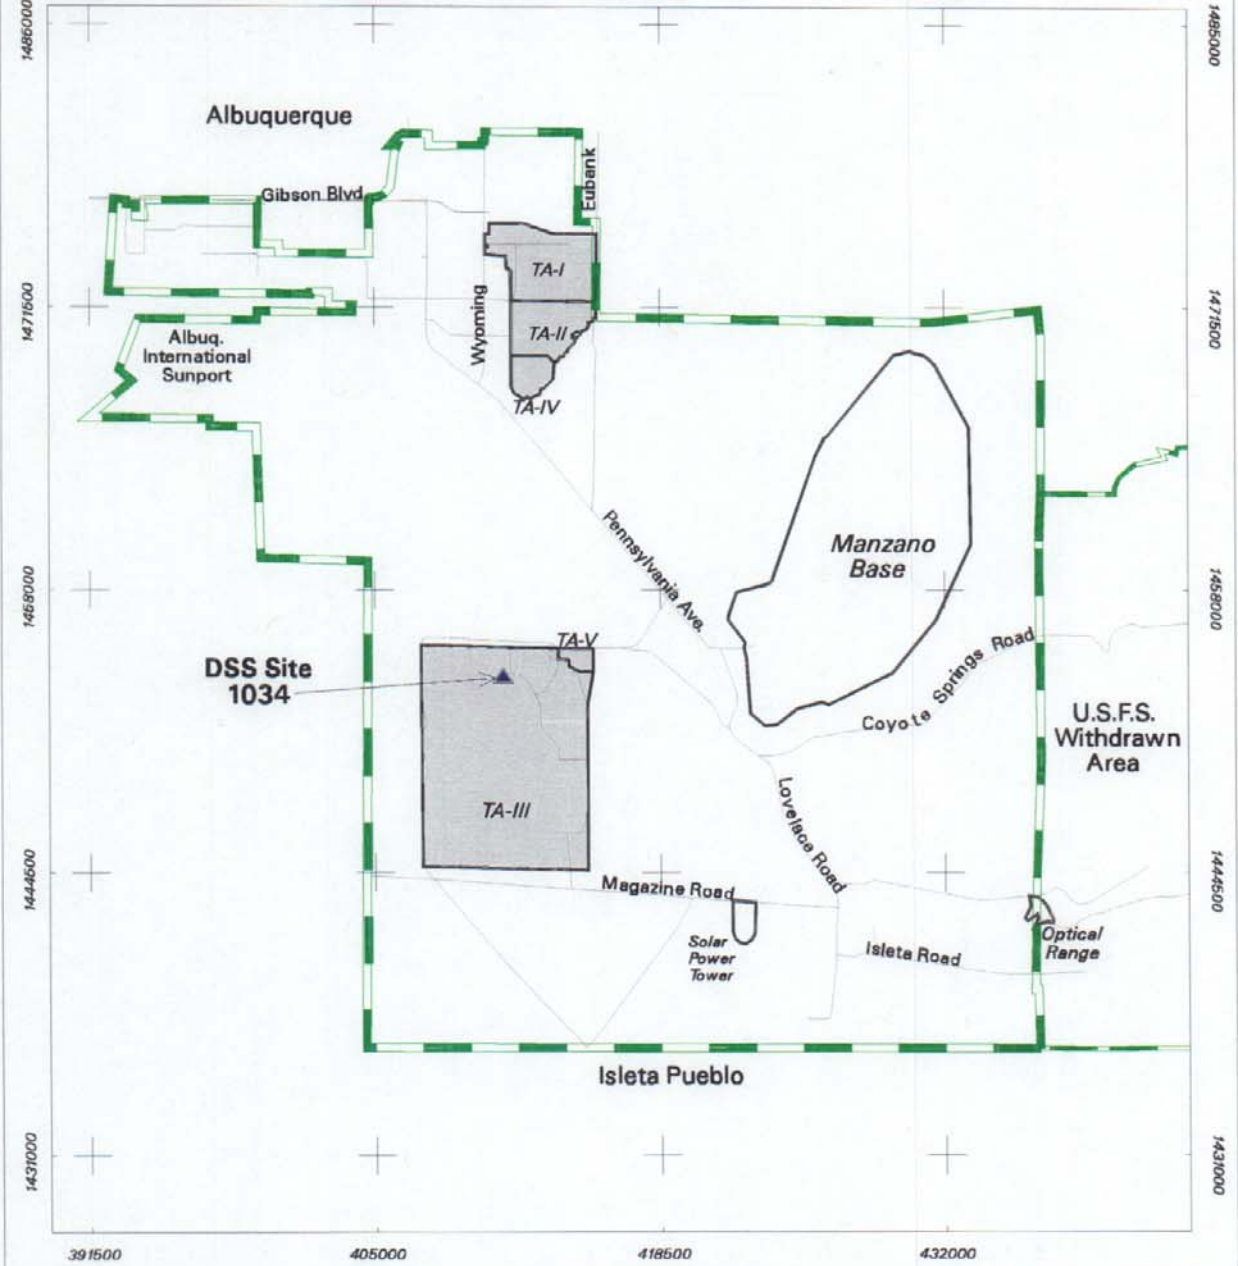 1485000
1485000
Albuquerque
Gibson Blvd
Eubank
TA-I
1471500
1471500
Wyoming
TA-II
Albuq.
International
Sunport
TA-IV
Pennsylvania Ave.
Manzano
Base
1458000
1458000
TA-V
DSS Site
1034
Coyote Springs Road
U.S.F.S.
Withdrawn
Area
TA-III
Lovelace Road
1444500
1444500
Magazine Road
Solar
Power
Tower
Isleta Road
Optical
Range
Isleta Pueblo
1431000
1431000
391500
405000
418500
432000